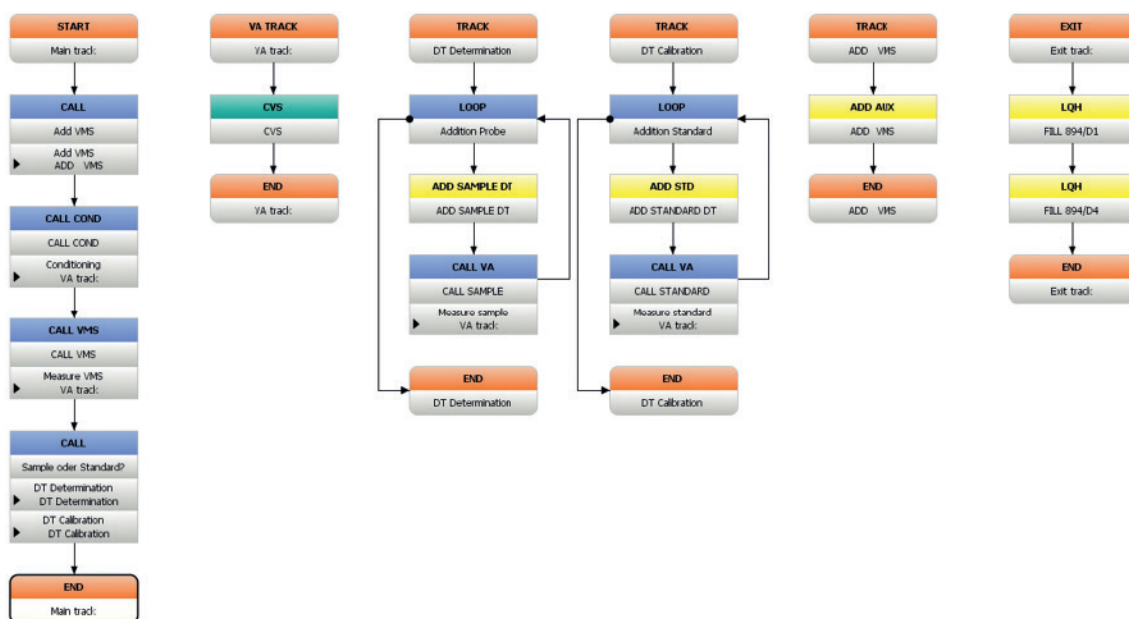 START
Main track:
CALL
Add VMS
Add VMS
ADD VMS
CALL COND
CALL COND
Conditioning
VA track:
CALL VMS
CALL VMS
Measure VMS
VA track:
CALL
Sample oder Standard?
DT Determination
DT Determination
DT Calibration
DT Calibration
END
Main track:
VA TRACK
VA track:
CVS
CVS
END
VA track:
TRACK
DT Determination
LOOP
Addition Probe
ADD SAMPLE DT
ADD SAMPLE DT
CALL VA
CALL SAMPLE
Measure sample
VA track:
END
DT Determination
TRACK
DT Calibration
LOOP
Addition Standard
ADD STD
ADD STANDARD DT
CALL VA
CALL STANDARD
Measure standard
VA track:
END
DT Calibration
TRACK
ADD VMS
ADD AUX
ADD VMS
END
ADD VMS
EXIT
Exit track:
LQH
FILL 894/D1
LQH
FILL 894/D4
END
Exit track: